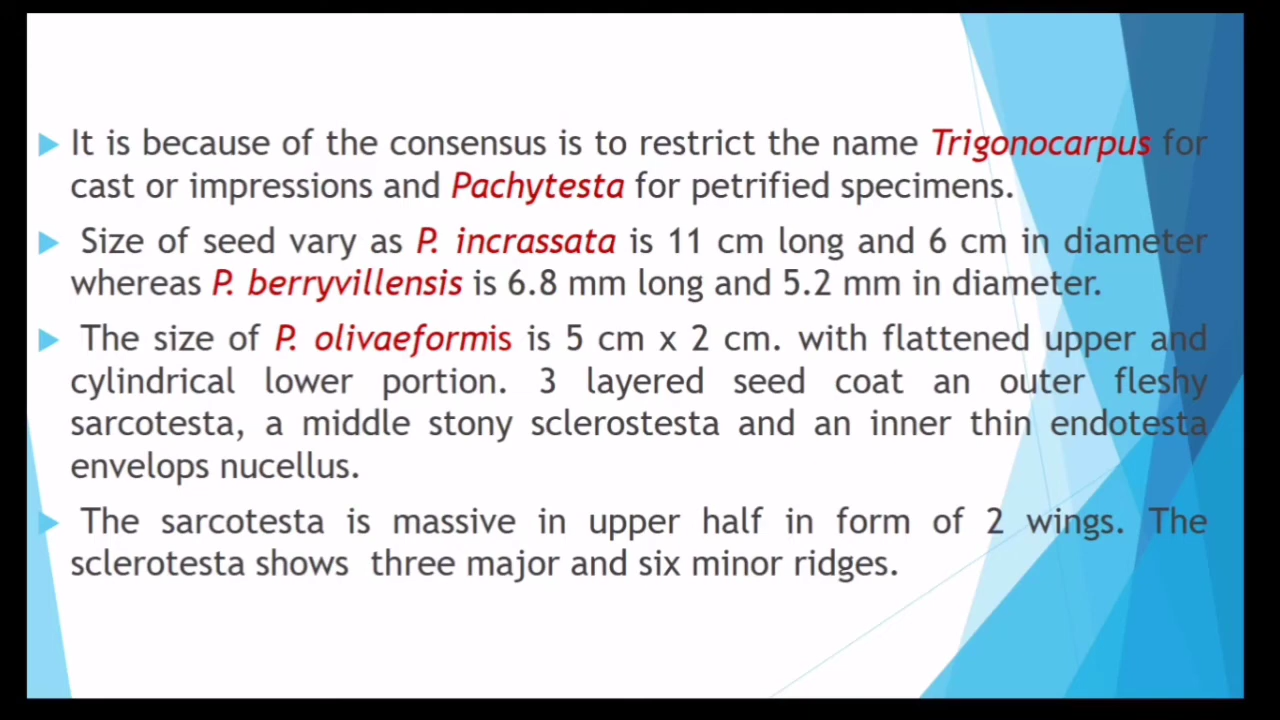 It is because of the consensus is to restrict the name Trigonocarpus for
cast or impressions and Pachytesta for petrified specimens.
Size of seed vary as P. incrassata is 11 cm long and 6 cm in diameter
whereas P. berryvillensis is 6.8 mm long and 5.2 mm in diameter.
The size of P. olivaeformis is 5 cm x 2 cm. with flattened upper and
cylindrical lower portion. 3 layered seed coat an outer fleshy
sarcotesta, a middle stony sclerostesta and an inner thin endotesta
envelops nucellus.
The sarcotesta is massive in upper half in form of 2 wings. The
sclerotesta shows three major and six minor ridges.